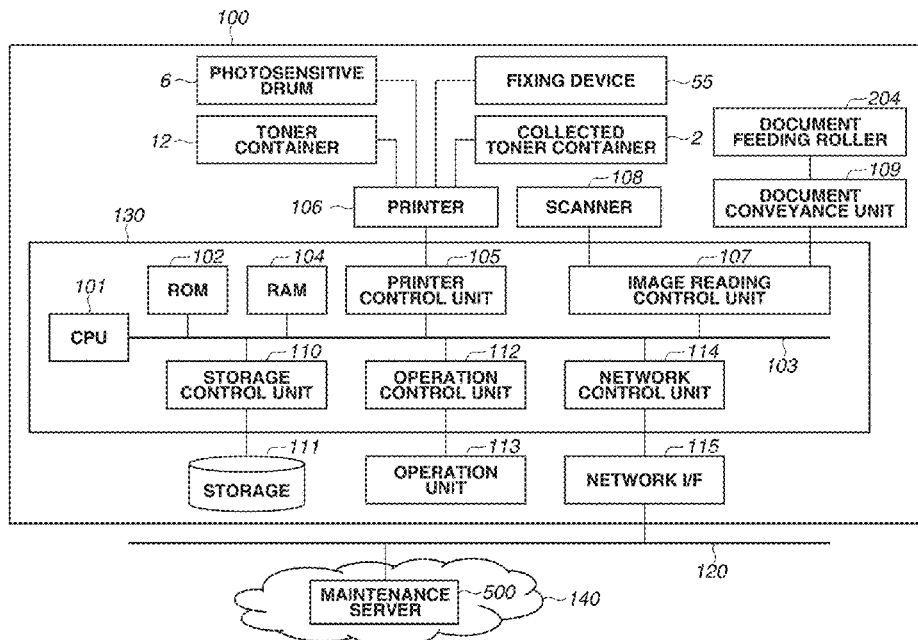 100
6
PHOTOSENSITIVE
DRUM
FIXING DEVICE
55
12
TONER
CONTAINER
COLLECTED
TONER CONTAINER
2
204
DOCUMENT
FEEDING ROLLER
106
PRINTER
108
SCANNER
109
DOCUMENT
CONVEYANCE UNIT
130
101
CPU
102
ROM
104
RAM
105
PRINTER
CONTROL UNIT
107
IMAGE READING
CONTROL UNIT
103
110
STORAGE
CONTROL UNIT
112
OPERATION
CONTROL UNIT
114
NETWORK
CONTROL UNIT
111
STORAGE
113
OPERATION
UNIT
115
NETWORK I/F
120
MAINTENANCE
SERVER
500
140